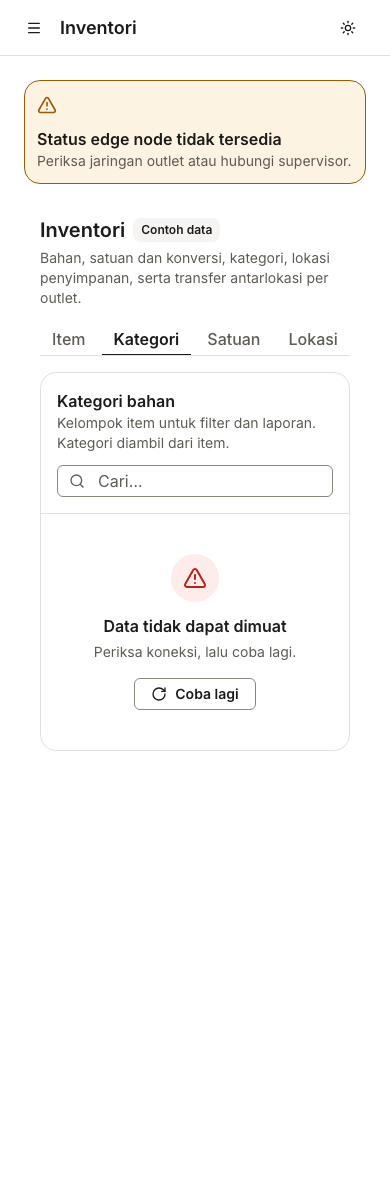 Inventori
Status edge node tidak tersedia
Periksa jaringan outlet atau hubungi supervisor.
Inventori Contoh data
Bahan, satuan dan konversi, kategori, lokasi
penyimpanan, serta transfer antarlokasi per
outlet.
Item Kategori Satuan Lokasi
Kategori bahan
Kelompok item untuk filter dan laporan.
Kategori diambil dari item.
Cari...
Data tidak dapat dimuat
Periksa koneksi, lalu coba lagi.
Coba lagi